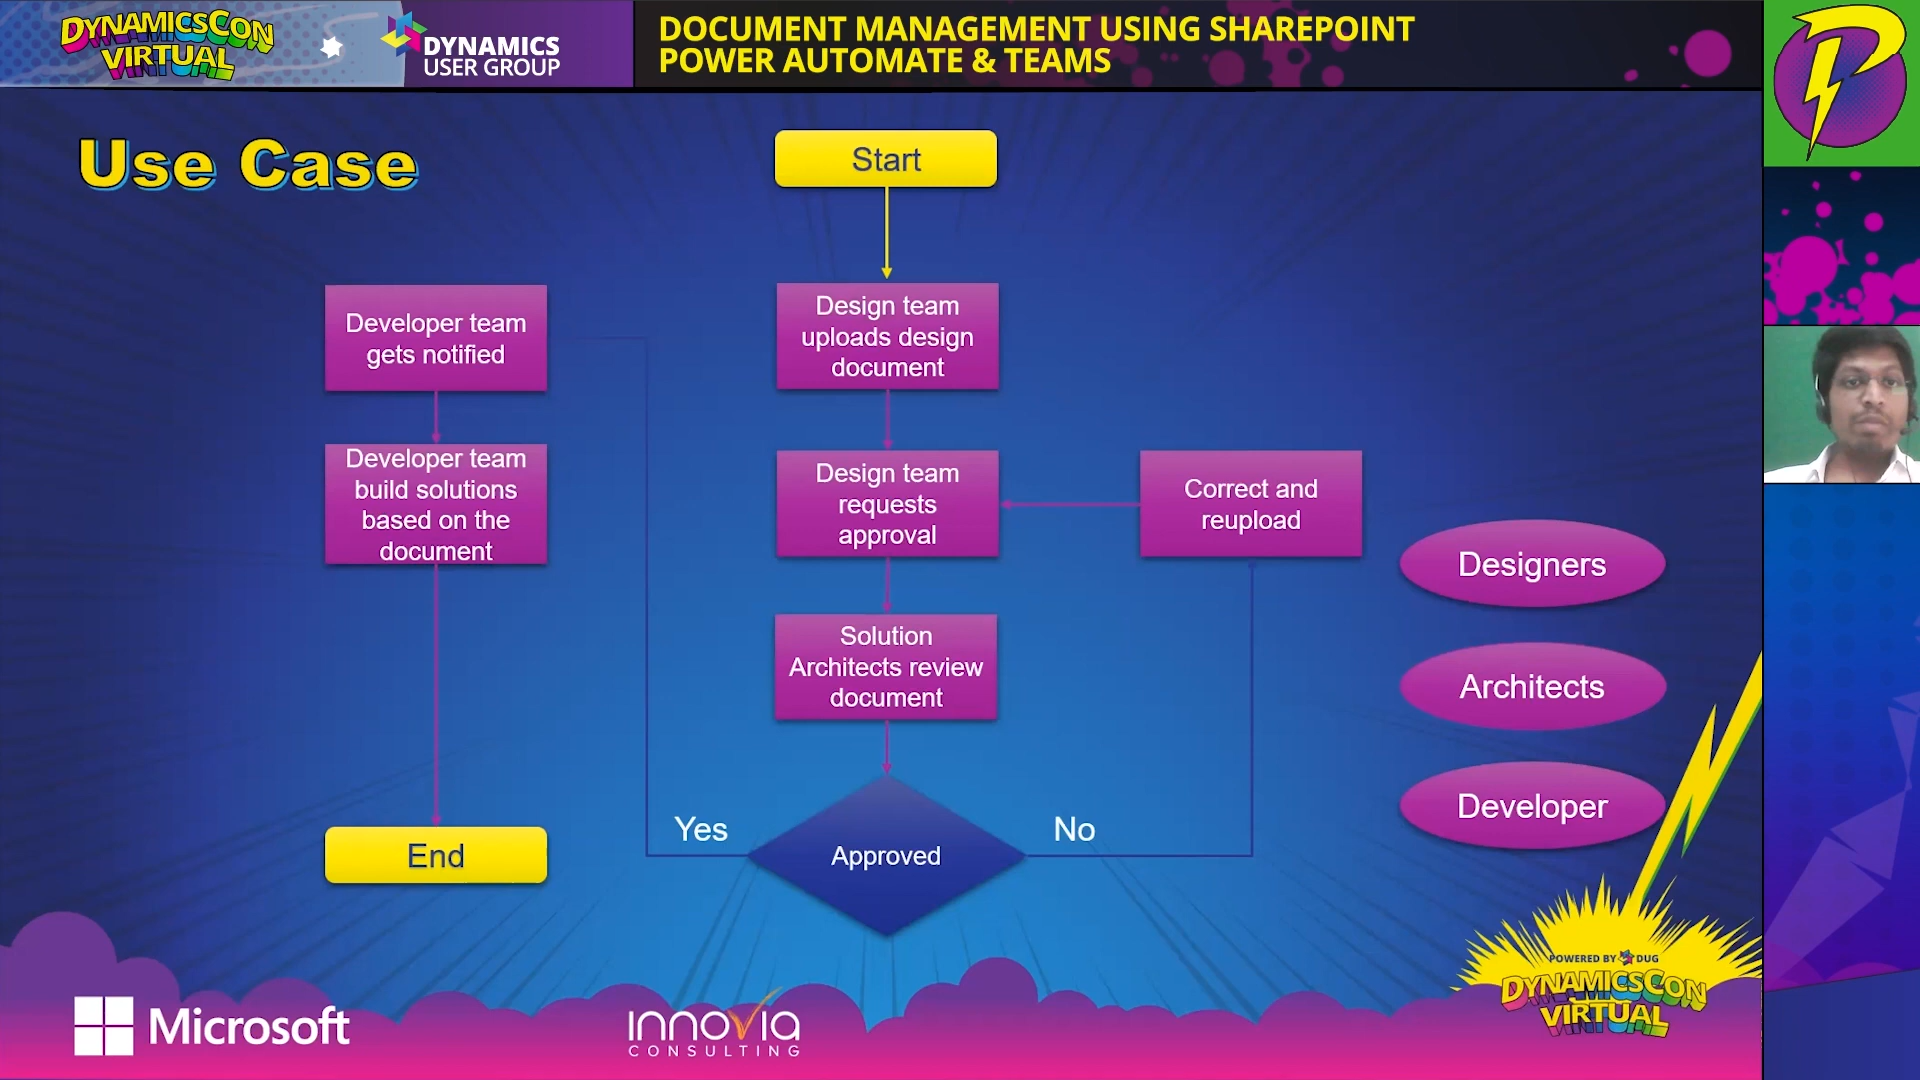 DYNAMICSCON
VIRTUAL
DYNAMICS
USER GROUP
DOCUMENT MANAGEMENT USING SHAREPOINT
POWER AUTOMATE & TEAMS
Use Case
Start
Developer team
gets notified
Design team
uploads design
document
Developer team
build solutions
based on the
document
Design team
requests
approval
Correct and
reupload
Designers
Solution
Architects review
document
Architects
Developer
Yes
No
Approved
End
POWERED BY DUG
DYNAMICSCON
VIRTUAL
Microsoft
innovia
CONSULTING